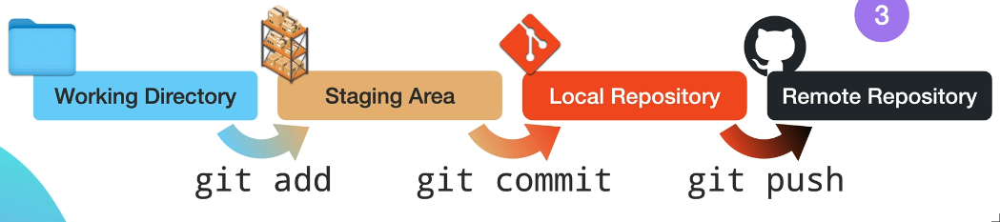 3
Working Directory
Staging Area
Local Repository
Remote Repository
git add
git commit
git push